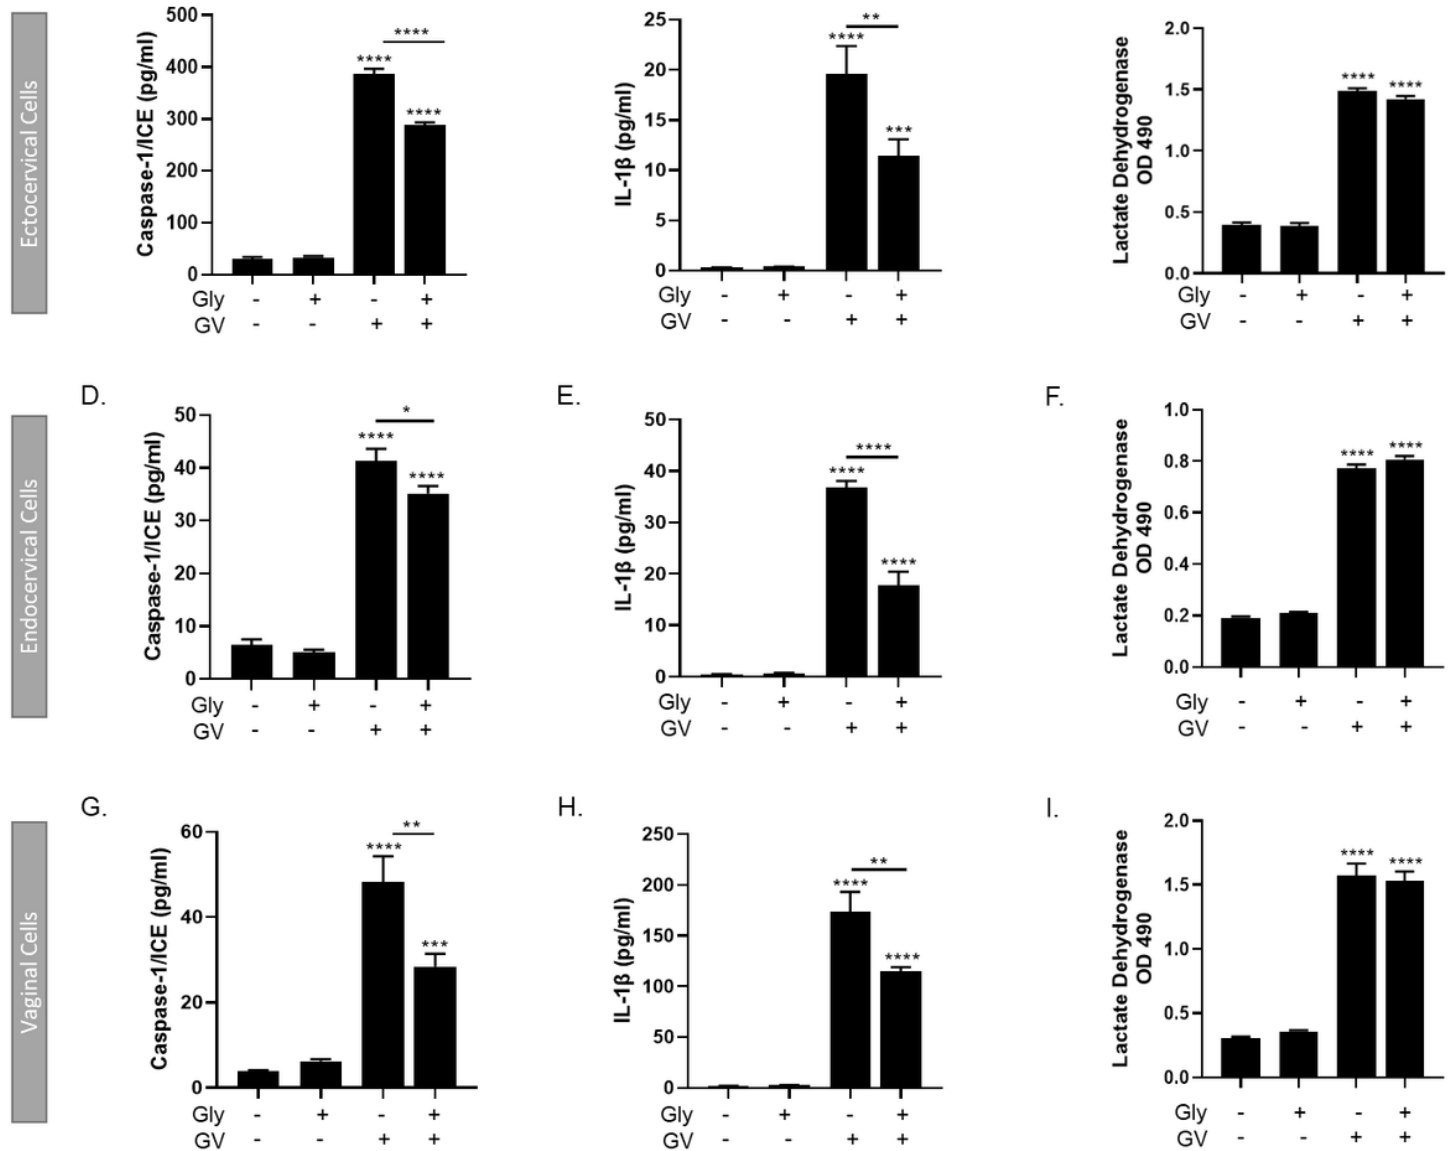 Ectocervical Cells
Caspase-1/ICE (pg/ml)
500
400
300
200
100
0
****
****
****
Gly - + - +
GV - - + +
IL-1β (pg/ml)
25
20
15
10
5
0
**
****
***
Gly - + - +
GV - - + +
Lactate Dehydrogenase
OD 490
2.0
1.5
1.0
0.5
0.0
****
****
Gly - + - +
GV - - + +
Endocervical Cells
D.
Caspase-1/ICE (pg/ml)
50
40
30
20
10
0
*
****
****
Gly - + - +
GV - - + +
E.
IL-1β (pg/ml)
50
40
30
20
10
0
****
****
****
Gly - + - +
GV - - + +
F.
Lactate Dehydrogenase
OD 490
1.0
0.8
0.6
0.4
0.2
0.0
****
****
Gly - + - +
GV - - + +
Vaginal Cells
G.
Caspase-1/ICE (pg/ml)
60
40
20
0
**
****
***
Gly - + - +
GV - - + +
H.
IL-1β (pg/ml)
250
200
150
100
50
0
**
****
****
Gly - + - +
GV - - + +
I.
Lactate Dehydrogenase
OD 490
2.0
1.5
1.0
0.5
0.0
****
****
Gly - + - +
GV - - + +